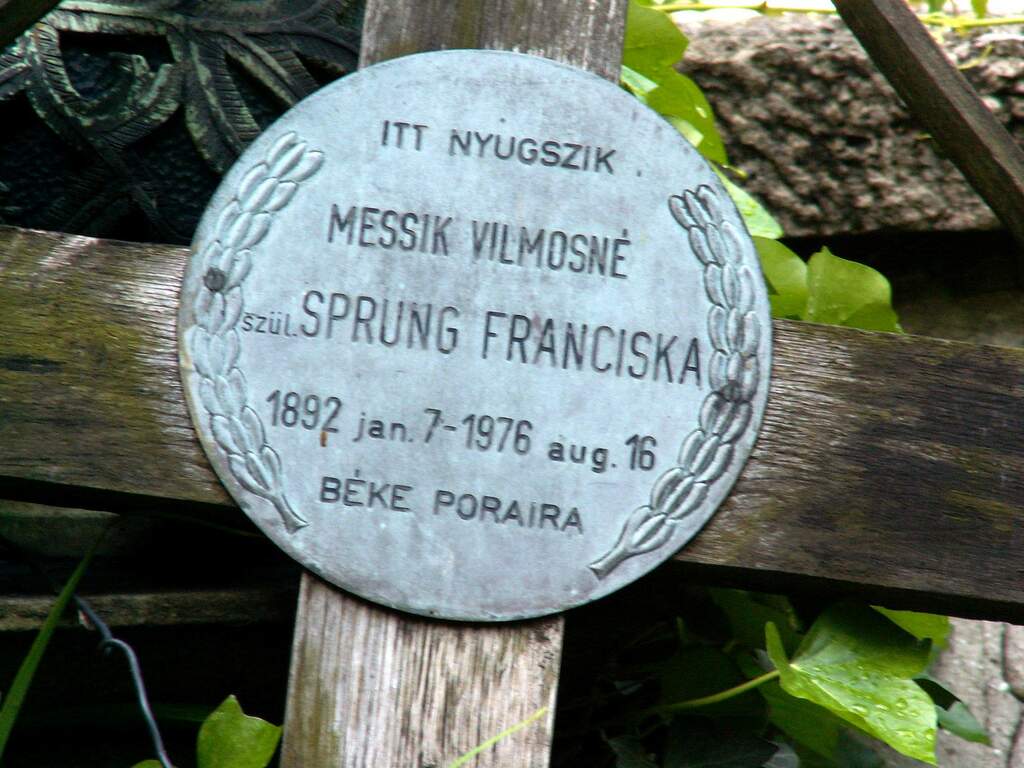 ITT NYUGSZIK
MESSIK VILMOSNÉ
szül. SPRUNG FRANCISKA
1892 jan. 7-1976 aug. 16
BÉKE PORAIRA